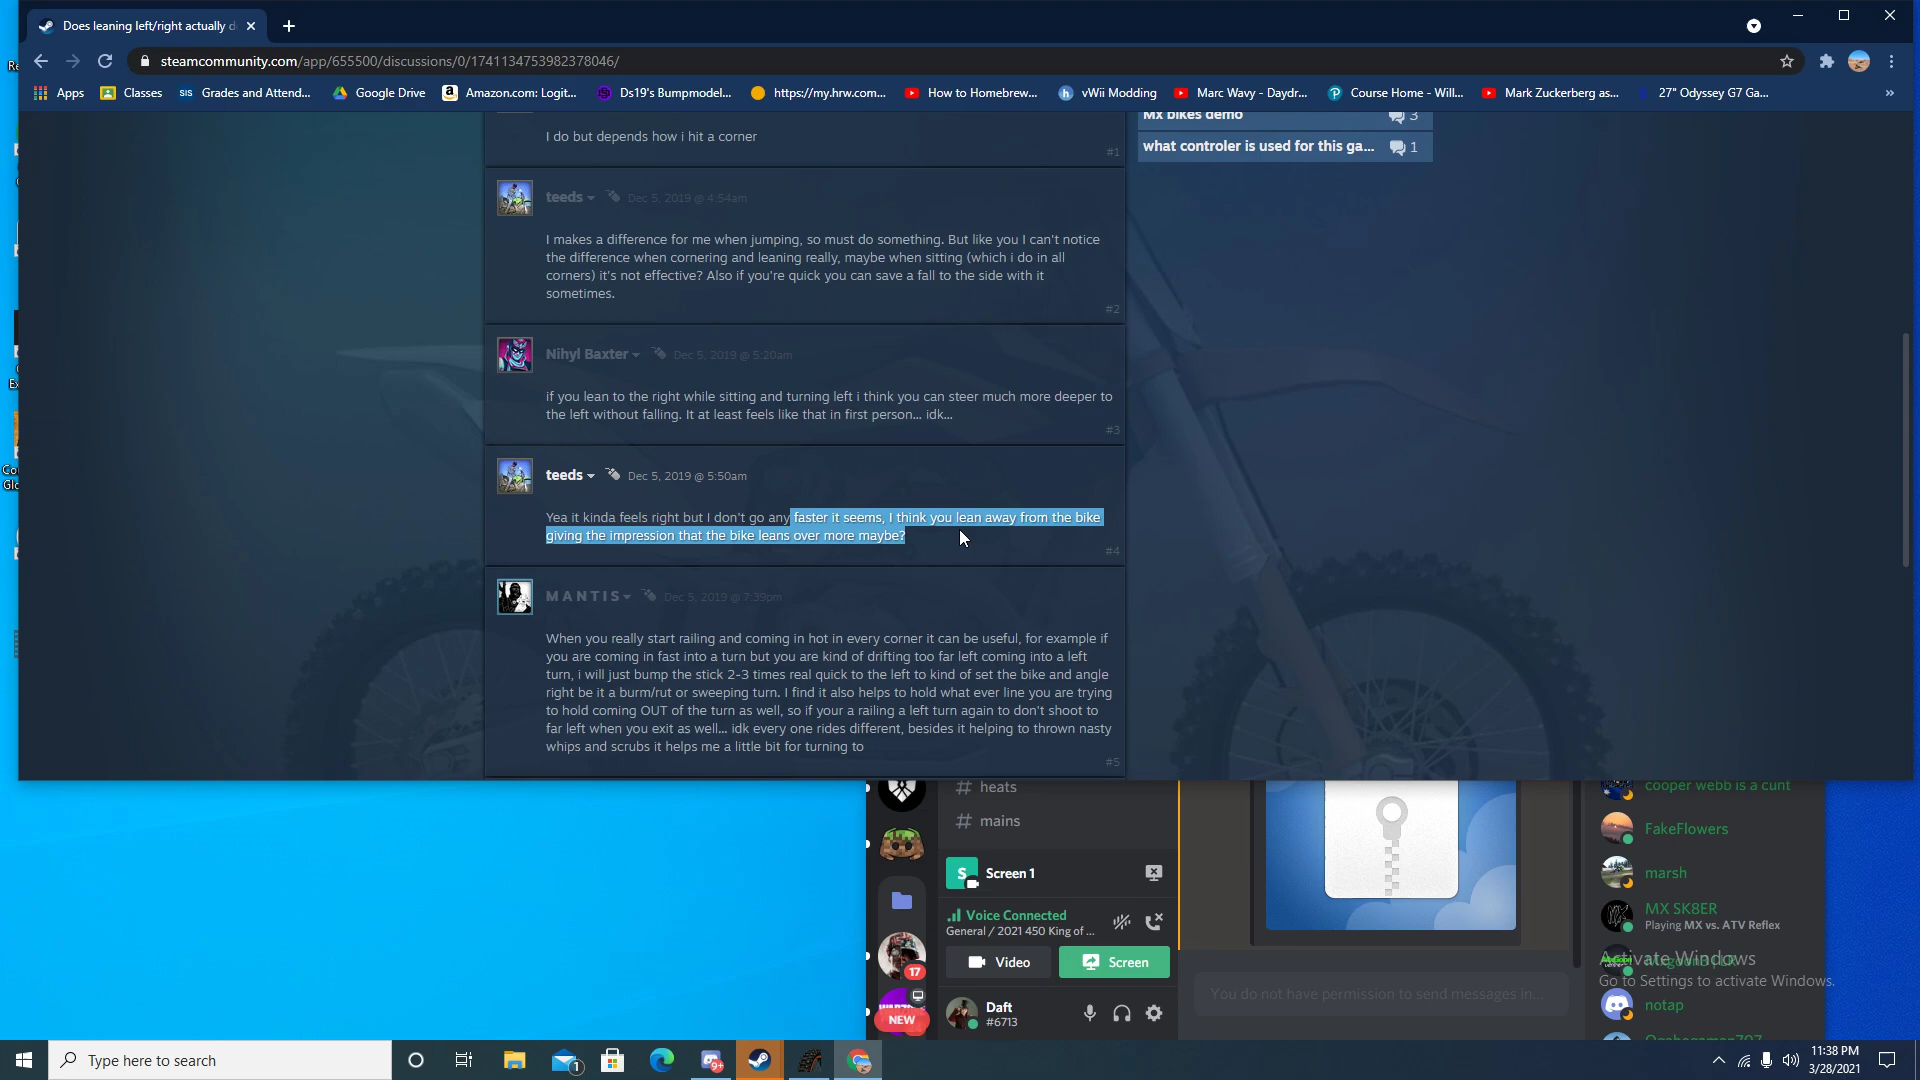 Does leaning left/right actually d
steamcommunity.com/app/655500/discussions/0/1741134753982378046/
Apps
Classes
SIS Grades and Attend...
Google Drive
Amazon.com: Logit...
Ds19's Bumpmodel...
https://my.hrw.com...
How to Homebrew...
vWii Modding
Marc Wavy - Daydr...
Course Home - Will...
Mark Zuckerberg as...
27" Odyssey G7 Ga...
»
I do but depends how i hit a corner
#1
Mx bikes demo 3
what controler is used for this ga... 1
teeds Dec 5, 2019 @ 4:54am
I makes a difference for me when jumping, so must do something. But like you I can't notice
the difference when cornering and leaning really, maybe when sitting (which i do in all
corners) it's not effective? Also if you're quick you can save a fall to the side with it
sometimes.
#2
Nihyl Baxter Dec 5, 2019 @ 5:20am
if you lean to the right while sitting and turning left i think you can steer much more deeper to
the left without falling. It at least feels like that in first person... idk...
#3
teeds Dec 5, 2019 @ 5:50am
Yea it kinda feels right but I don't go any faster it seems, I think you lean away from the bike
giving the impression that the bike leans over more maybe?
#4
M A N T I S Dec 5, 2019 @ 7:39pm
When you really start railing and coming in hot in every corner it can be useful, for example if
you are coming in fast into a turn but you are kind of drifting too far left coming into a left
turn, i will just bump the stick 2-3 times real quick to the left to kind of set the bike and angle
right be it a burm/rut or sweeping turn. I find it also helps to hold what ever line you are trying
to hold coming OUT of the turn as well, so if your a railing a left turn again to don't shoot to
far left when you exit as well... idk every one rides different, besides it helping to thrown nasty
whips and scrubs it helps me a little bit for turning to
#5
# heats
# mains
S Screen 1
Voice Connected
General / 2021 450 King of ...
Video
Screen
17
NEW
Daft
#6713
You do not have permission to send messages in...
cooper webb is a cunt
FakeFlowers
marsh
MX SK8ER
Playing MX vs. ATV Reflex
Activate Windows
Go to Settings to activate Windows.
notap
Type here to search
1
9+
11:38 PM
3/28/2021